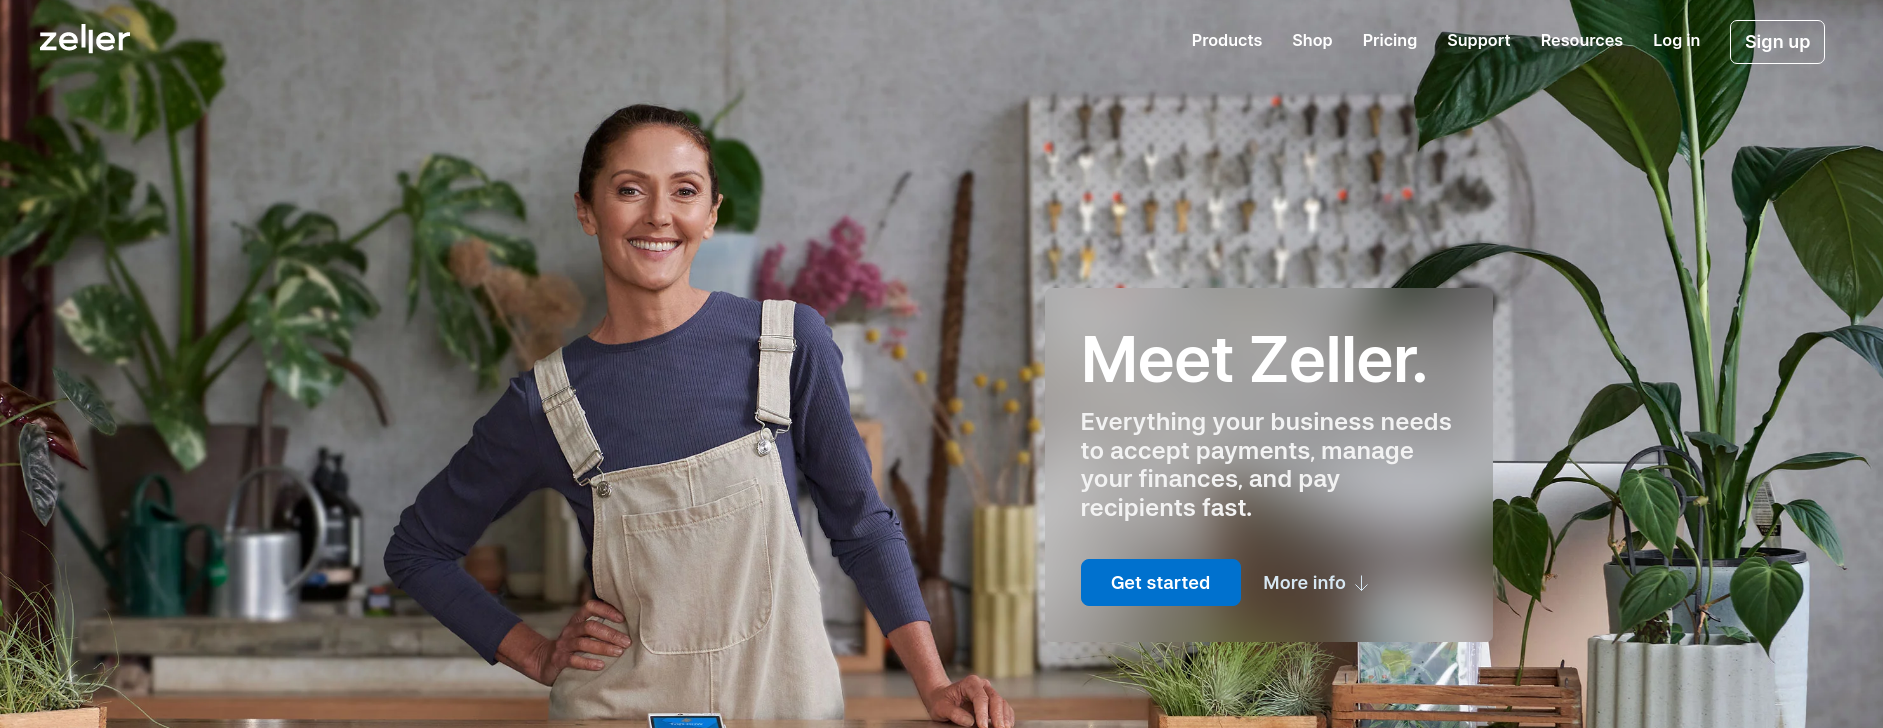 zeller
Products Shop Pricing Support Resources Log in Sign up
Meet Zeller.
Everything your business needs
to accept payments, manage
your finances, and pay
recipients fast.
Get started More info